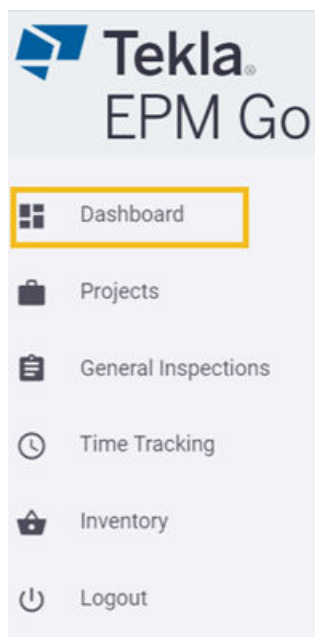 Tekla®
EPM Go
Dashboard
Projects
General Inspections
Time Tracking
Inventory
Logout